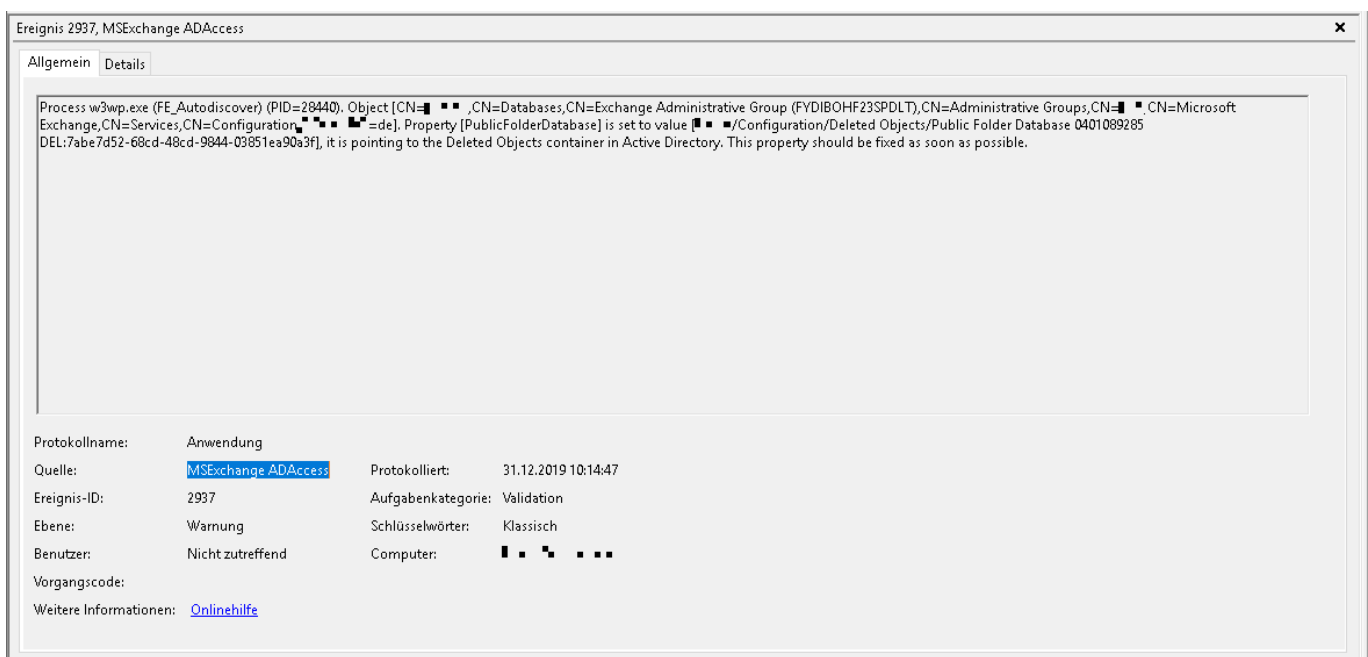 Ereignis 2937, MSExchange ADAccess
Allgemein Details
Process w3wp.exe (FE_Autodiscover) (PID=28440). Object [CN= ,CN=Databases,CN=Exchange Administrative Group (FYDIBOHF23SPDLT),CN=Administrative Groups,CN= ,CN=Microsoft
Exchange,CN=Services,CN=Configuration, =de]. Property [PublicFolderDatabase] is set to value [ /Configuration/Deleted Objects/Public Folder Database 0401089285
DEL:7abe7d52-68cd-48cd-9844-03851ea90a3f], it is pointing to the Deleted Objects container in Active Directory. This property should be fixed as soon as possible.
Protokollname: Anwendung
Quelle: MSExchange ADAccess Protokolliert: 31.12.2019 10:14:47
Ereignis-ID: 2937 Aufgabenkategorie: Validation
Ebene: Warnung Schlüsselwörter: Klassisch
Benutzer: Nicht zutreffend Computer:
Vorgangscode:
Weitere Informationen: Onlinehilfe